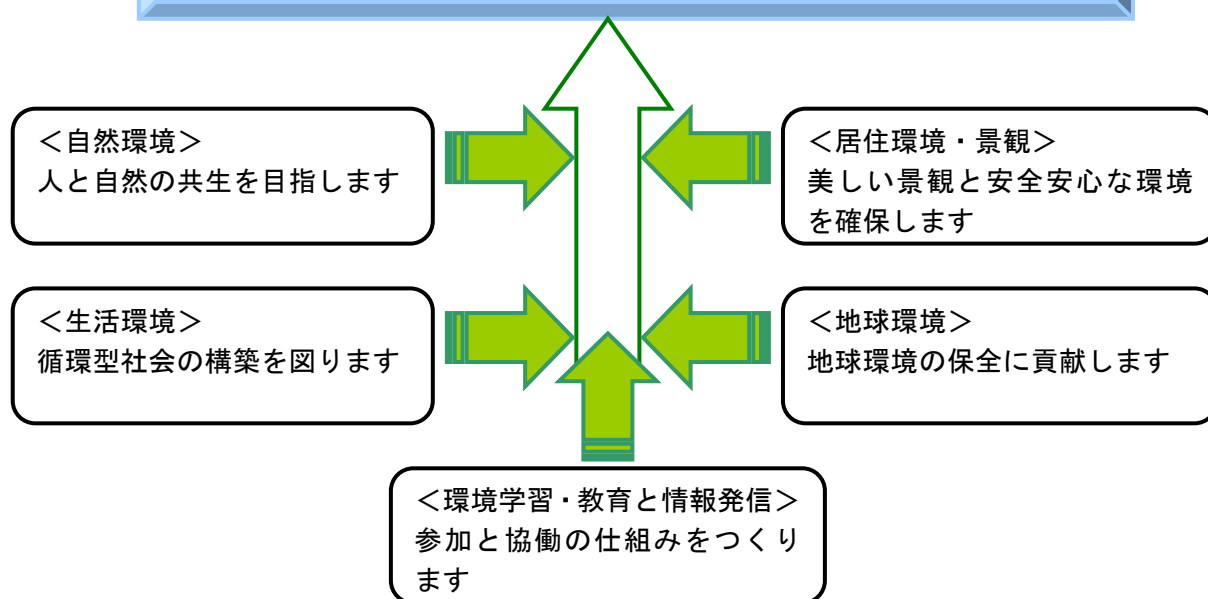 ＜自然環境＞
人と自然の共生を目指します
＜居住環境・景観＞
美しい景観と安全安心な環境
を確保します
＜生活環境＞
循環型社会の構築を図ります
＜地球環境＞
地球環境の保全に貢献します
＜環境学習・教育と情報発信＞
参加と協働の仕組みをつくり
ます